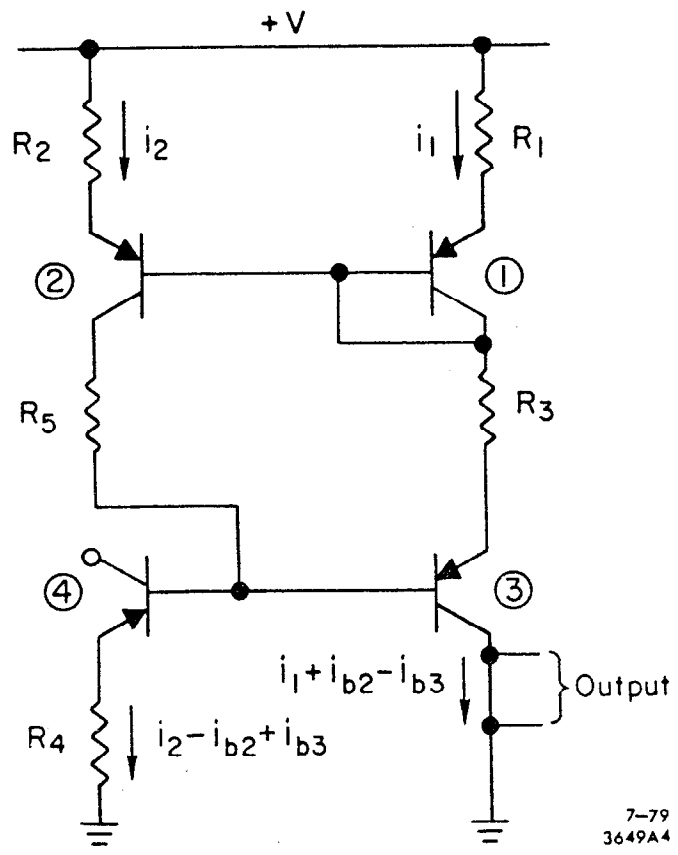 +V
R2
i2
i1
R1
②
①
R5
R3
④
③
i1+ib2−ib3
Output
R4
i2−ib2+ib3
7–79
3649A4